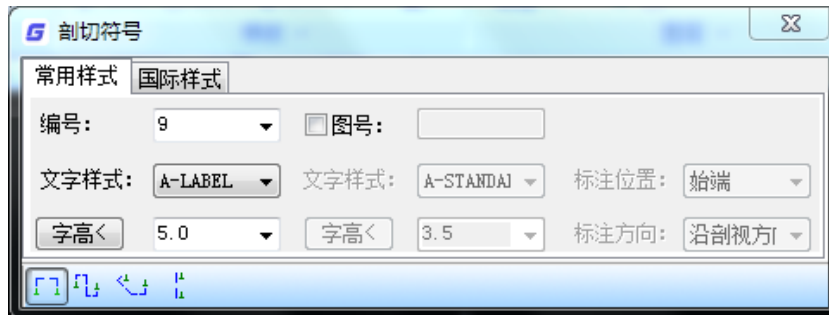 剖切符号
常用样式 国际样式
编号: 9 图号:
文字样式: A-LABEL 文字样式: A-STANDAI 标注位置: 始端
字高< 5.0 字高< 3.5 标注方向: 沿剖视方